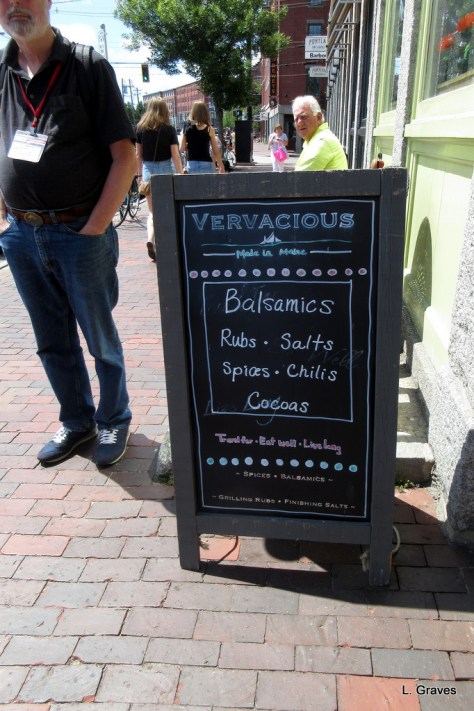 VERVACIOUS
Made in Maine
Balsamics
Rubs · Salts
Spices · Chilis
Cocoas
Travel far · Eat well · Live long
~ SPICES · BALSAMICS ~
~ GRILLING RUBS · FINISHING SALTS ~
L. Graves